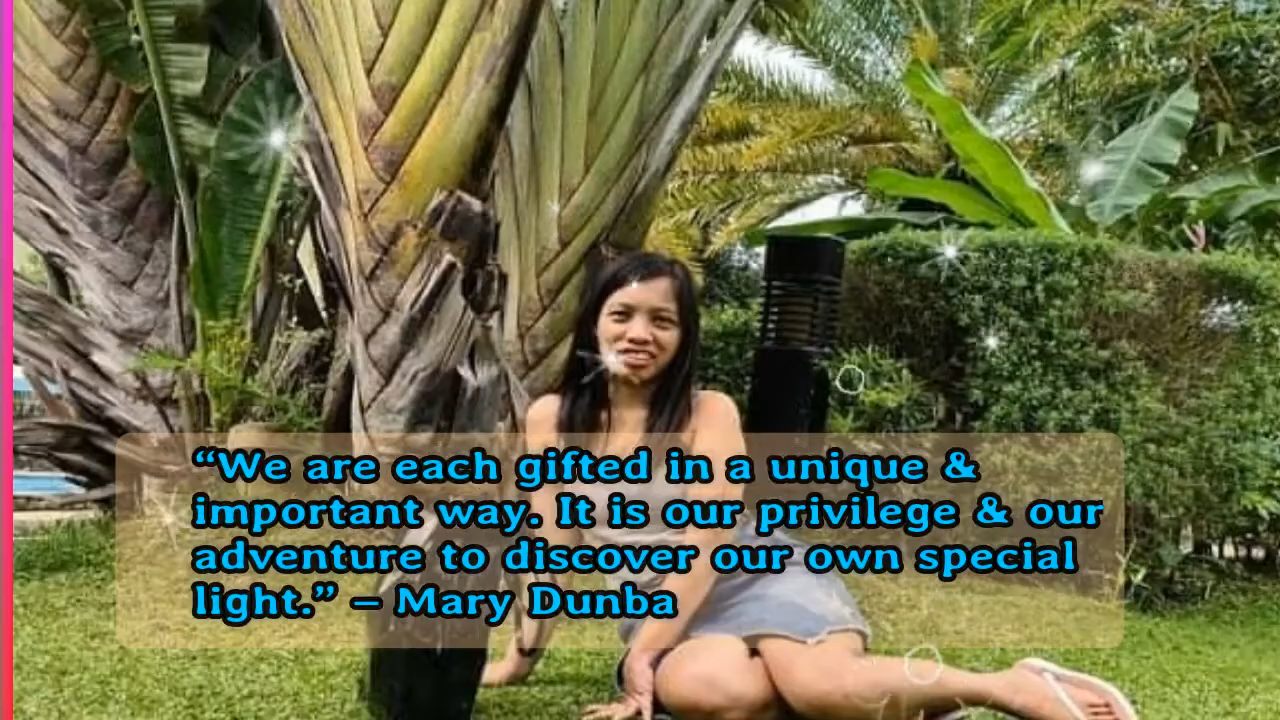 “We are each gifted in a unique &
important way. It is our privilege & our
adventure to discover our own special
light.” – Mary Dunba